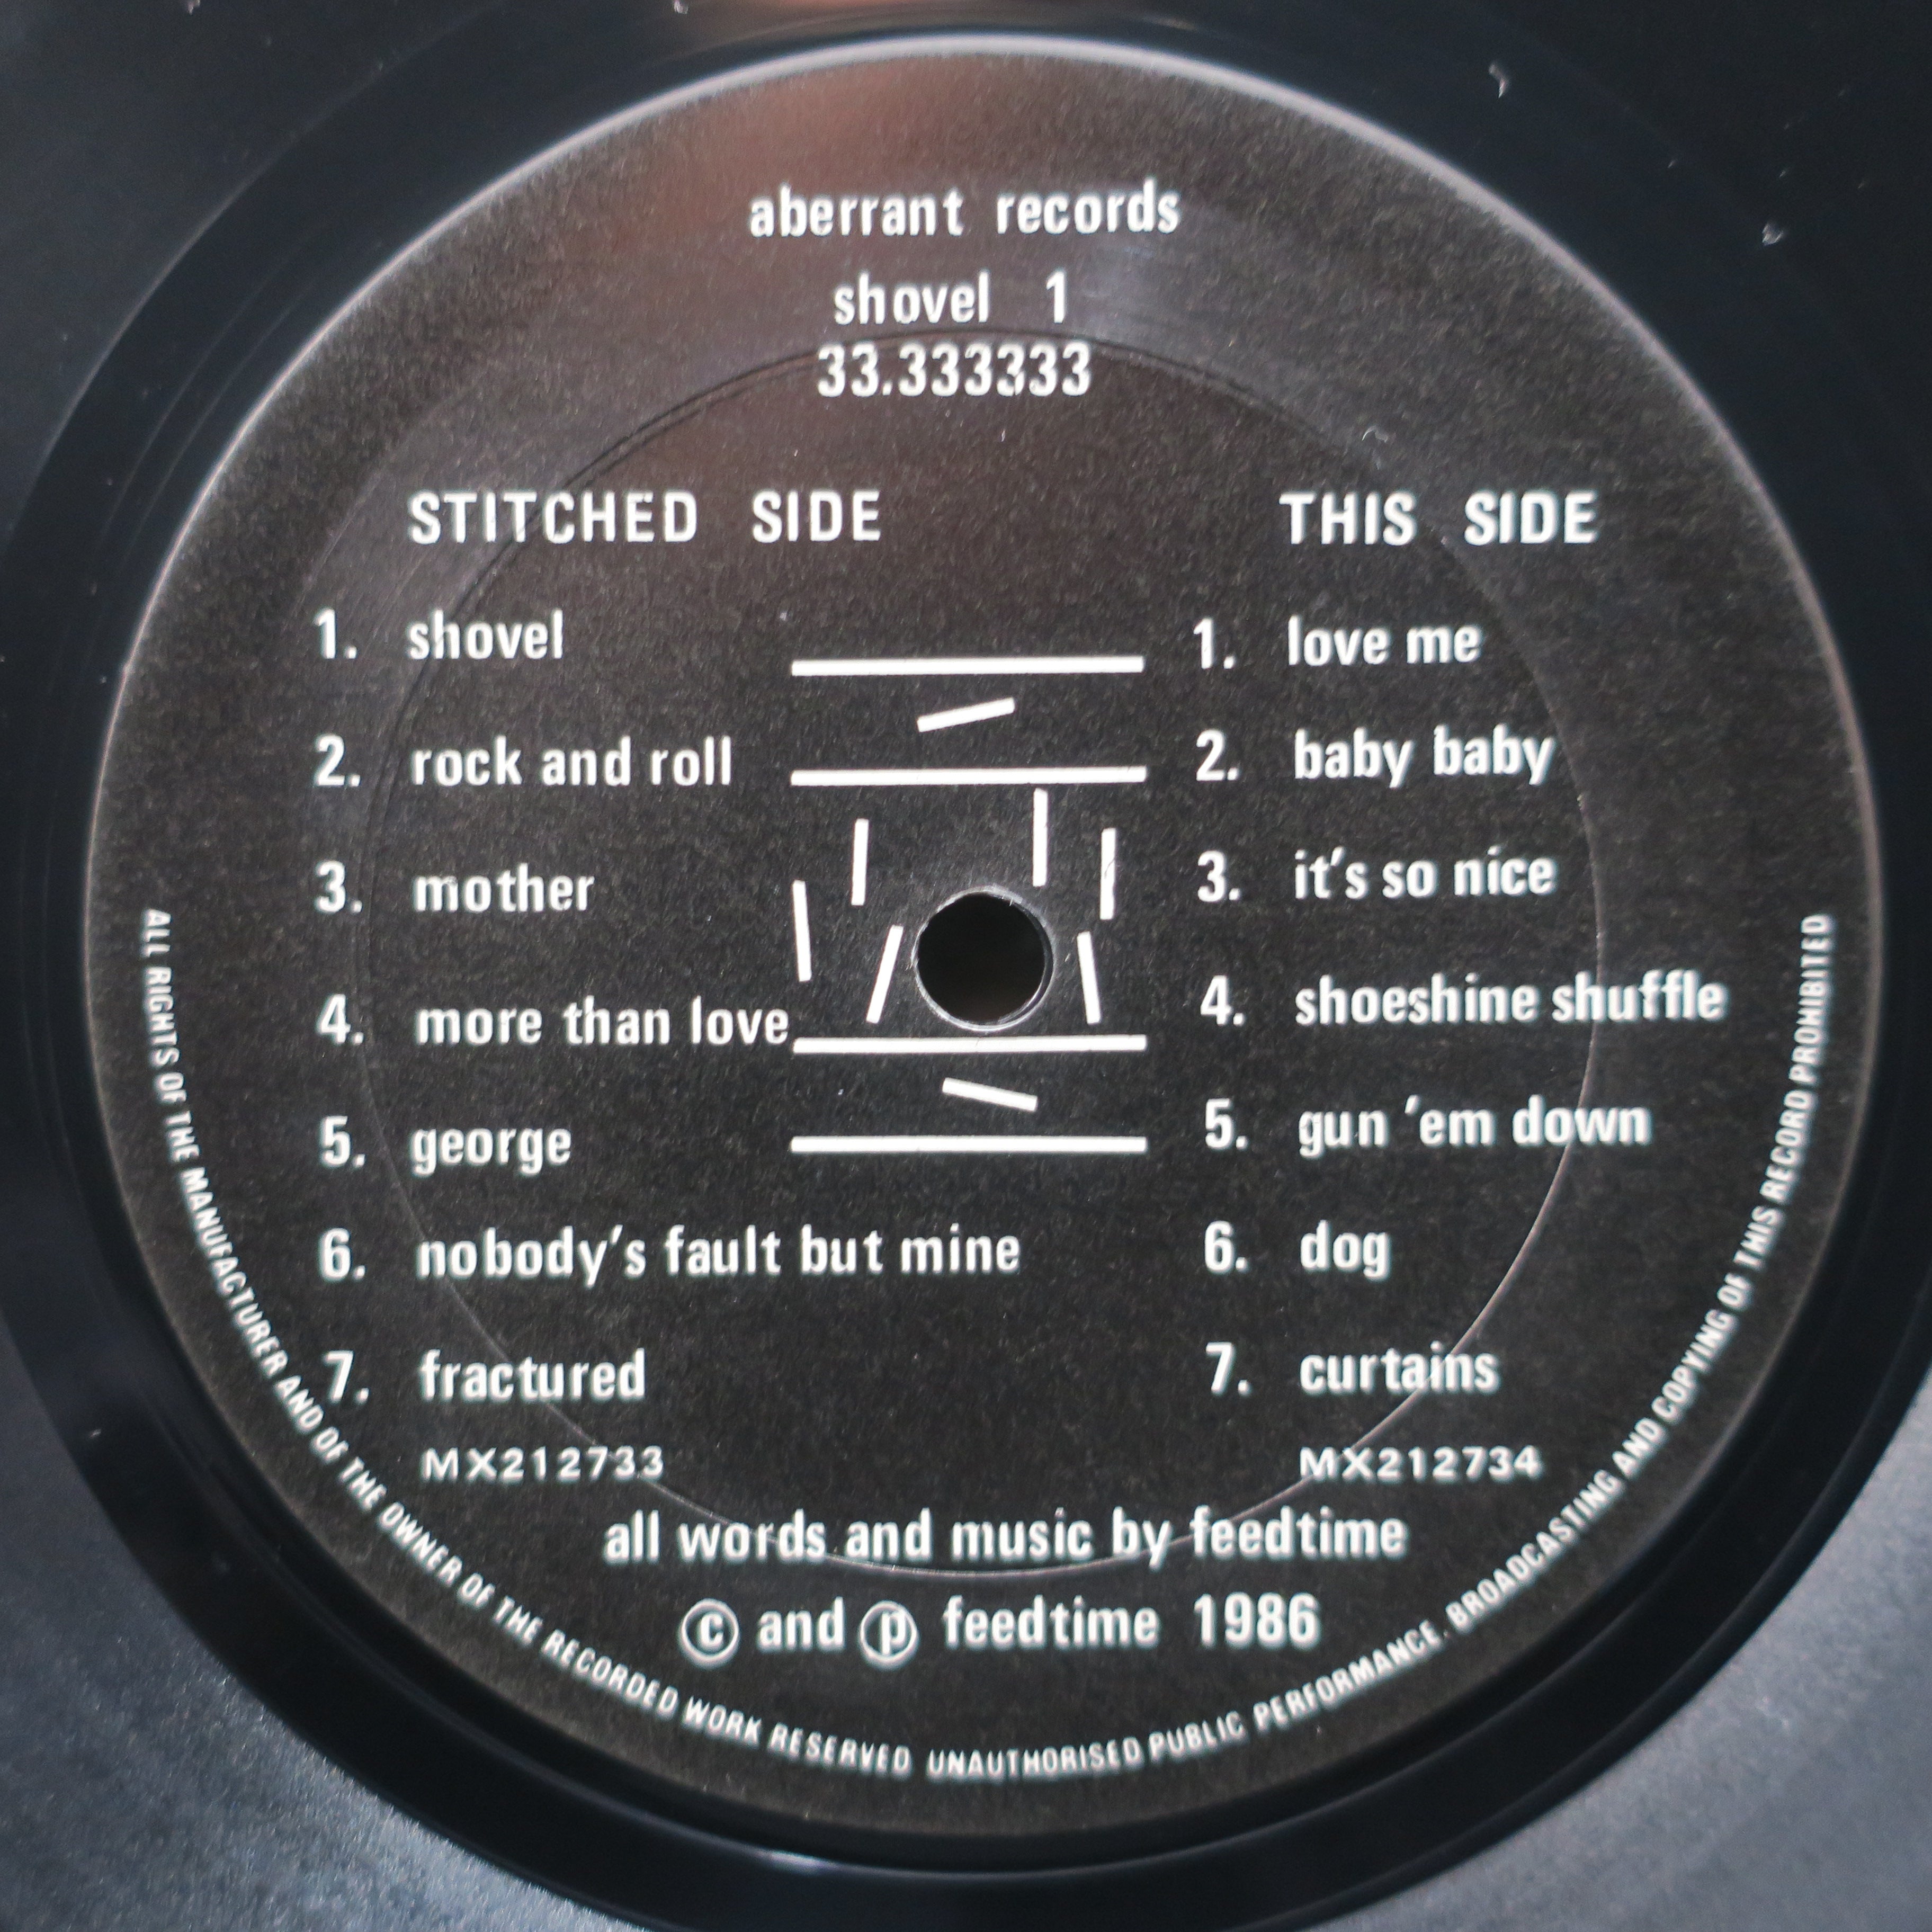 aberrant records
shovel 1
33.333333
STITCHED SIDE
1. shovel
2. rock and roll
3. mother
4. more than love
5. george
6. nobody's fault but mine
7. fractured
MX212733
THIS SIDE
1. love me
2. baby baby
3. it's so nice
4. shoeshine shuffle
5. gun 'em down
6. dog
7. curtains
MX212734
all words and music by feedtime
© and ℗ feedtime 1986
ALL RIGHTS OF THE MANUFACTURER AND OF THE OWNER OF THE RECORDED WORK RESERVED UNAUTHORISED PUBLIC PERFORMANCE. BROADCASTING AND COPYING OF THIS RECORD PROHIBITED